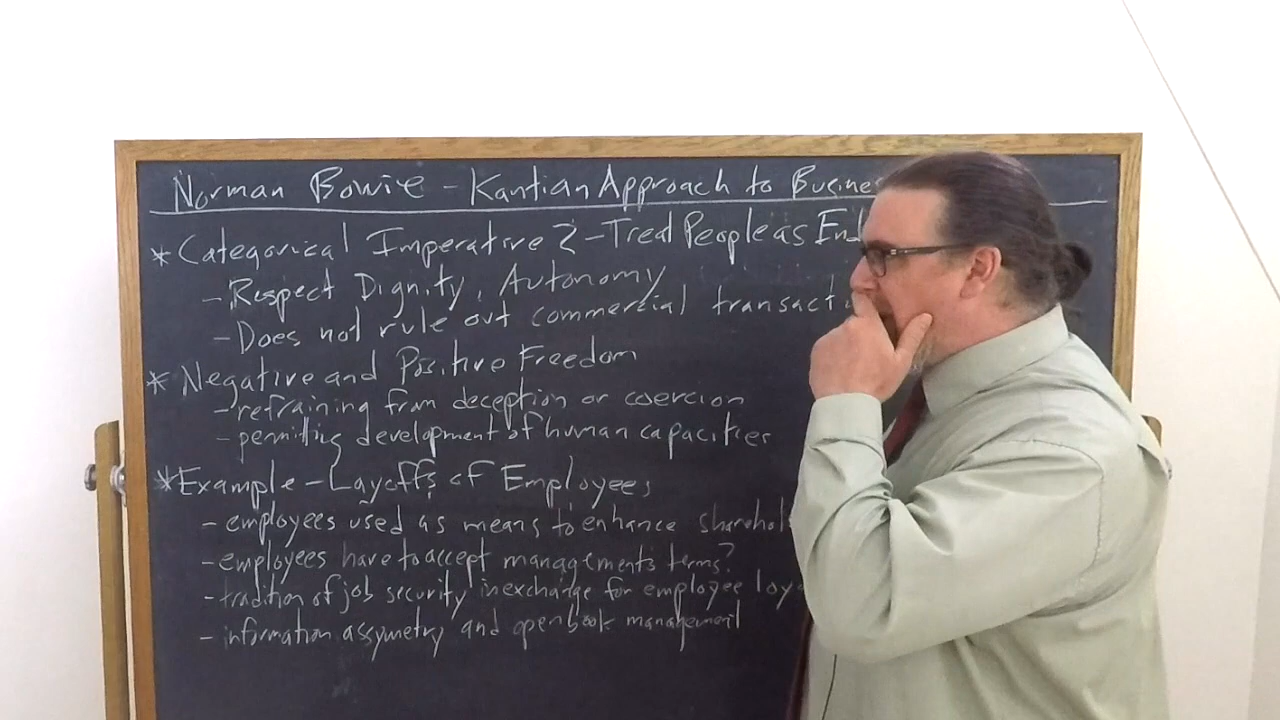 Norman Bowie - Kantian Approach to Busines
* Categorical Imperative 2 - Treat People as En
- Respect Dignity, Autonomy
- Does not rule out commercial transact
* Negative and Positive Freedom
- refraining from deception or coercion
- permitting development of human capacities
* Example - Layoffs of Employees
- employees used as means to enhance sharehol
- employees have to accept managements terms?
- tradition of job security in exchange for employee loy
- information assymetry and open book management